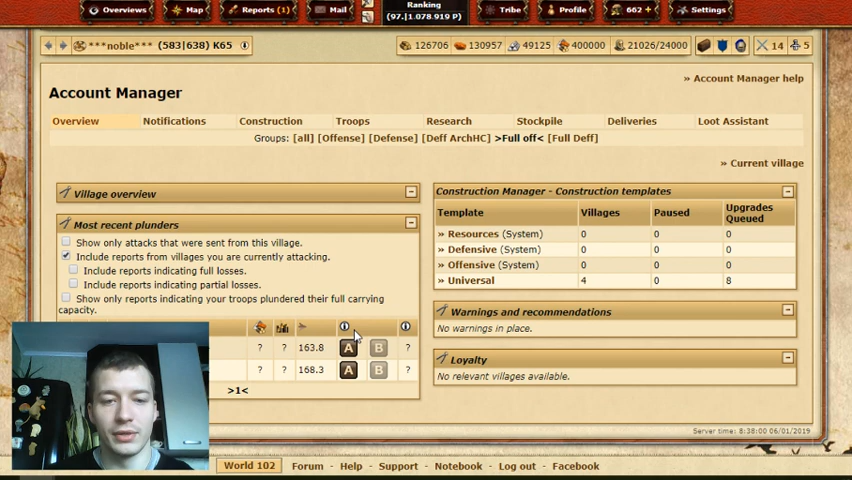 Overviews Map Reports (1) Mail Ranking (97.|1.078.919 P) Tribe Profile 662 + Settings
***noble*** (583|638) K65 126706 130957 49125 400000 21026/24000 14 5
» Account Manager help
Account Manager
Overview Notifications Construction Troops Research Stockpile Deliveries Loot Assistant
Groups: [all] [Offense] [Defense] [Deff ArchHC] >Full off< [Full Deff]
» Current village
Village overview
Most recent plunders
Show only attacks that were sent from this village.
Include reports from villages you are currently attacking.
Include reports indicating full losses.
Include reports indicating partial losses.
Show only reports indicating your troops plundered their full carrying
capacity.
? ? 163.8 A B ?
? ? 168.3 A B ?
>1<
Construction Manager - Construction templates
Template Villages Paused Upgrades Queued
» Resources (System) 0 0 0
» Defensive (System) 0 0 0
» Offensive (System) 0 0 0
» Universal 4 0 8
Warnings and recommendations
No warnings in place.
Loyalty
No relevant villages available.
Server time: 8:38:00 06/01/2019
World 102 Forum - Help - Support - Notebook - Log out - Facebook